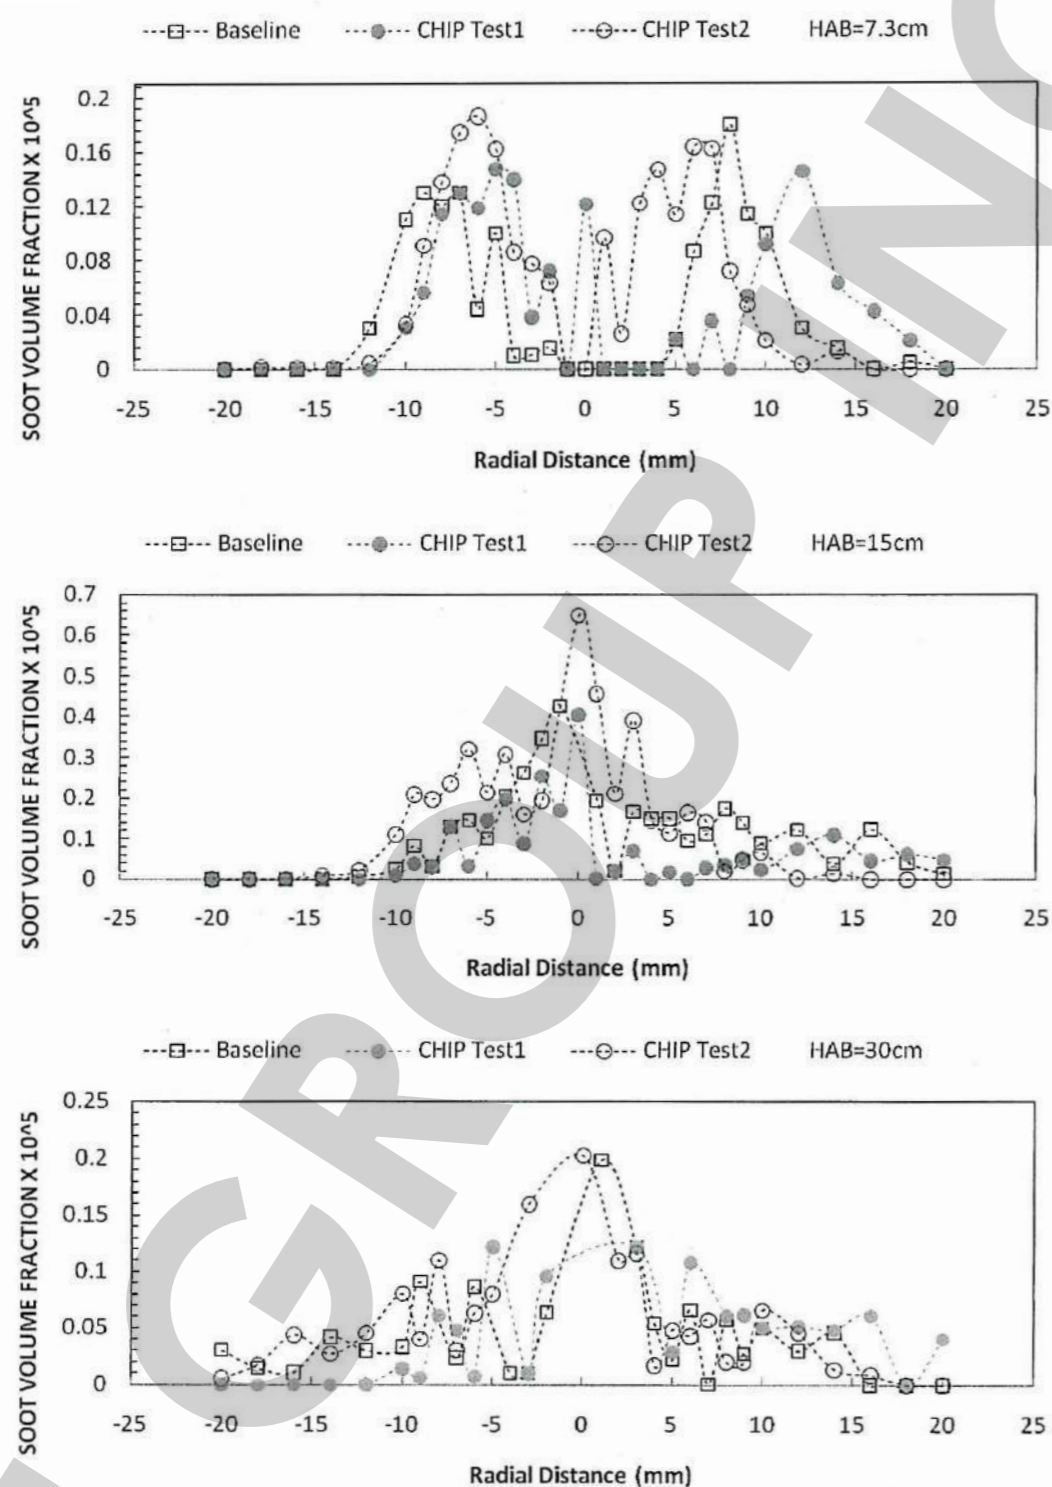 Baseline CHIP Test1 CHIP Test2 HAB=7.3cm
SOOT VOLUME FRACTION X 10^5
0.2
0.16
0.12
0.08
0.04
0
-25 -20 -15 -10 -5 0 5 10 15 20 25
Radial Distance (mm)
Baseline CHIP Test1 CHIP Test2 HAB=15cm
SOOT VOLUME FRACTION X 10^5
0.7
0.6
0.5
0.4
0.3
0.2
0.1
0
-25 -20 -15 -10 -5 0 5 10 15 20 25
Radial Distance (mm)
Baseline CHIP Test1 CHIP Test2 HAB=30cm
SOOT VOLUME FRACTION X 10^5
0.25
0.2
0.15
0.1
0.05
0
-25 -20 -15 -10 -5 0 5 10 15 20 25
Radial Distance (mm)
GROUP INC